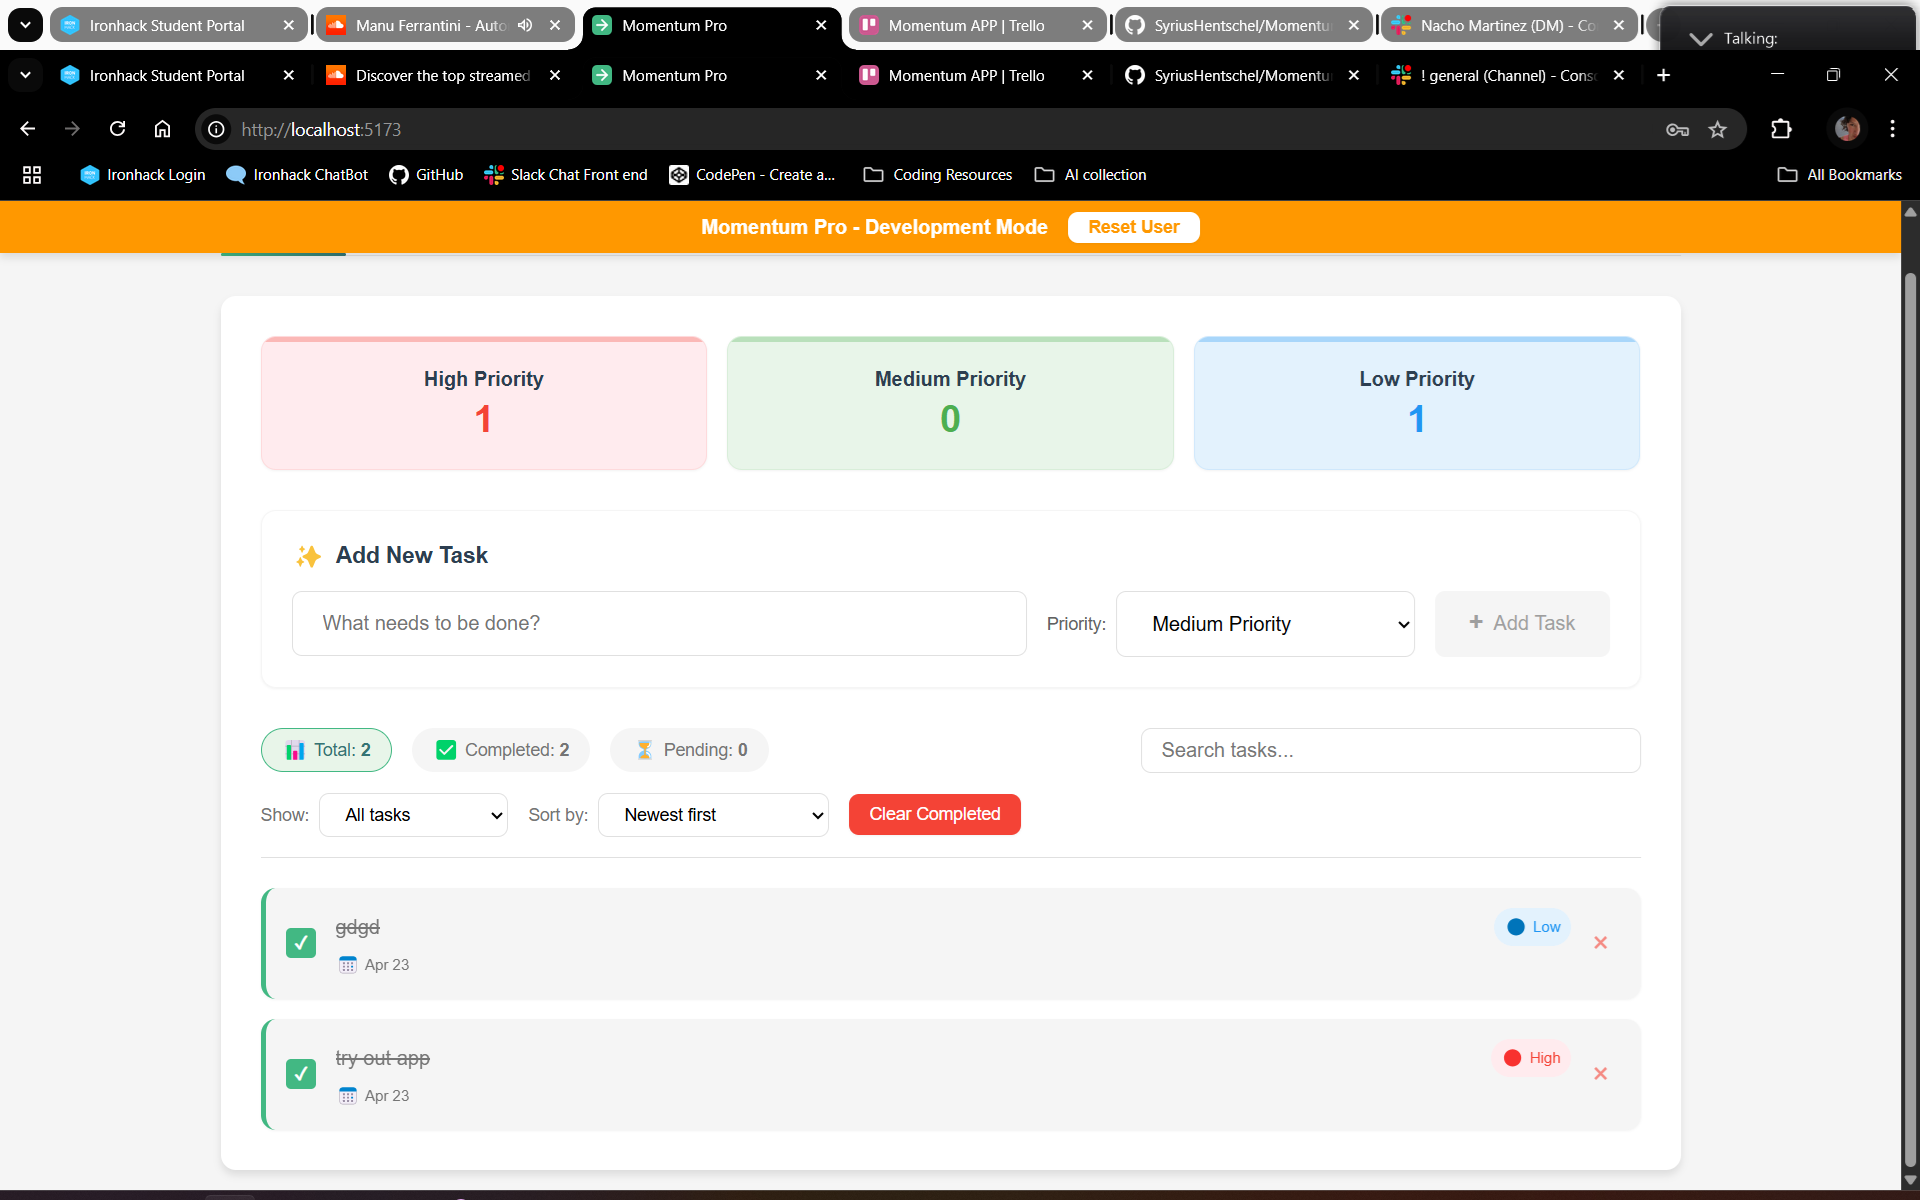 Ironhack Student Portal
Manu Ferrantini - Auto
Momentum Pro
Momentum APP | Trello
SyriusHentschel/Momentu
Nacho Martinez (DM) - Co
Talking:
Ironhack Student Portal
Discover the top streamed
Momentum Pro
Momentum APP | Trello
SyriusHentschel/Momentu
! general (Channel) - Cons
http://localhost:5173
Ironhack Login
Ironhack ChatBot
GitHub
Slack Chat Front end
CodePen - Create a...
Coding Resources
AI collection
All Bookmarks
Momentum Pro - Development Mode
Reset User
High Priority
1
Medium Priority
0
Low Priority
1
Add New Task
What needs to be done?
Priority:
Medium Priority
+ Add Task
Total: 2
Completed: 2
Pending: 0
Search tasks...
Show:
All tasks
Sort by:
Newest first
Clear Completed
gdgd
Apr 23
Low
try out app
Apr 23
High